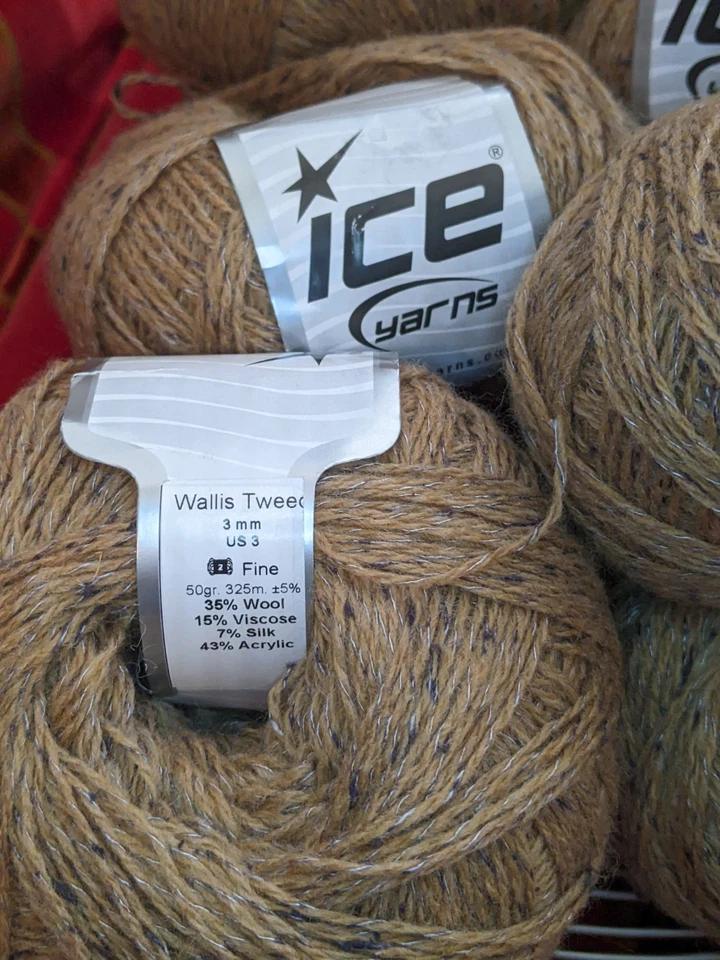 ice®
yarns
Wallis Tweed
3 mm
US 3
2 Fine
50gr. 325m. ±5%
35% Wool
15% Viscose
7% Silk
43% Acrylic